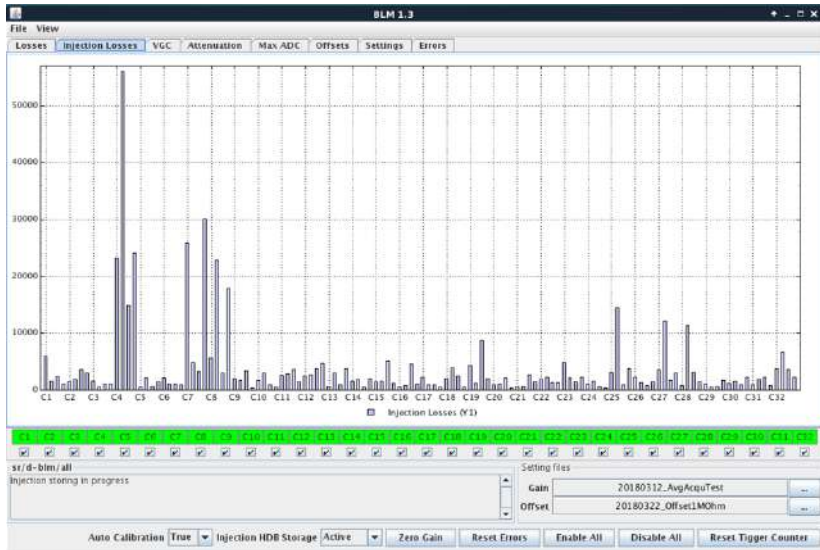 BLM 1.3
File View
Losses Injection Losses VGC Attenuation Max ADC Offsets Settings Errors
50000
40000
30000
20000
10000
0
C1 C2 C3 C4 C5 C6 C7 C8 C9 C10 C11 C12 C13 C14 C15 C16 C17 C18 C19 C20 C21 C22 C23 C24 C25 C26 C27 C28 C29 C30 C31 C32
Injection Losses (Y1)
C1 C2 C3 C4 C5 C6 C7 C8 C9 C10 C11 C12 C13 C14 C15 C16 C17 C18 C19 C20 C21 C22 C23 C24 C25 C26 C27 C28 C29 C30 C31 C32
sr/d-blm/all Setting files
Injection storing in progress
Gain 20180312_AvgAcquTest ...
Offset 20180322_Offset1MOhm ...
Auto Calibration True Injection HDB Storage Active Zero Gain Reset Errors Enable All Disable All Reset Tigger Counter